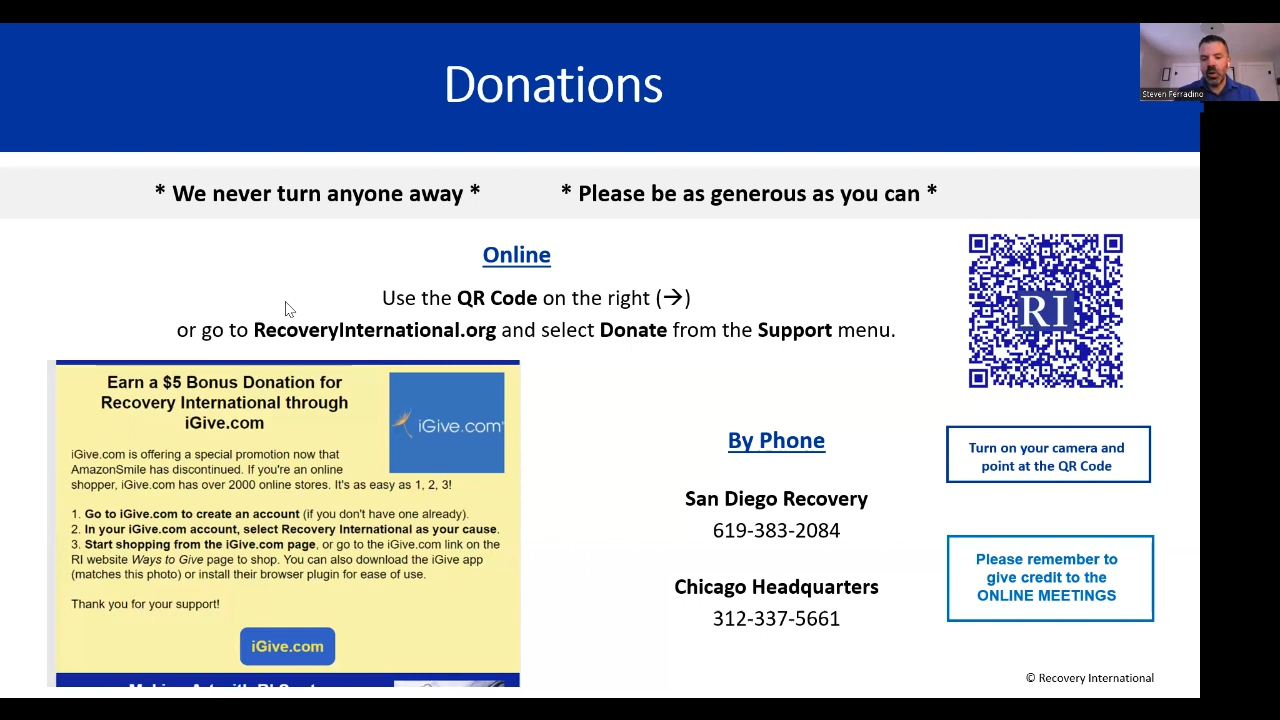 Donations
Steven Ferradino
* We never turn anyone away *
* Please be as generous as you can *
Online
Use the QR Code on the right (→)
or go to RecoveryInternational.org and select Donate from the Support menu.
RI
Earn a $5 Bonus Donation for
Recovery International through
iGive.com
iGive.com
iGive.com is offering a special promotion now that
AmazonSmile has discontinued. If you're an online
shopper, iGive.com has over 2000 online stores. It's as easy as 1, 2, 3!
1. Go to iGive.com to create an account (if you don't have one already).
2. In your iGive.com account, select Recovery International as your cause.
3. Start shopping from the iGive.com page, or go to the iGive.com link on the
RI website Ways to Give page to shop. You can also download the iGive app
(matches this photo) or install their browser plugin for ease of use.
Thank you for your support!
iGive.com
By Phone
San Diego Recovery
619-383-2084
Chicago Headquarters
312-337-5661
Turn on your camera and
point at the QR Code
Please remember to
give credit to the
ONLINE MEETINGS
© Recovery International